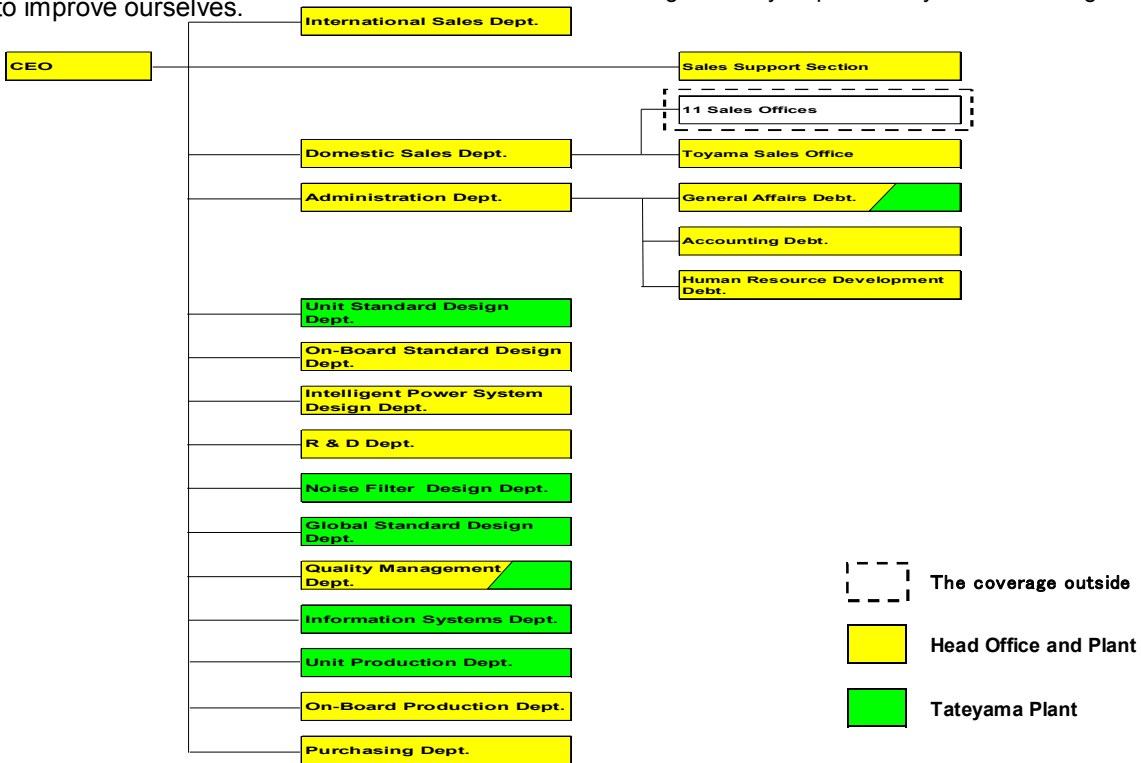 to improve ourselves.
International Sales Dept.
CEO
Sales Support Section
11 Sales Offices
Domestic Sales Dept.
Toyama Sales Office
Administration Dept.
General Affairs Debt.
Accounting Debt.
Human Resource Development
Debt.
Unit Standard Design
Dept.
On-Board Standard Design
Dept.
Intelligent Power System
Design Dept.
R & D Dept.
Noise Filter Design Dept.
Global Standard Design
Dept.
Quality Management
Dept.
Information Systems Dept.
Unit Production Dept.
On-Board Production Dept.
Purchasing Dept.
The coverage outside
Head Office and Plant
Tateyama Plant